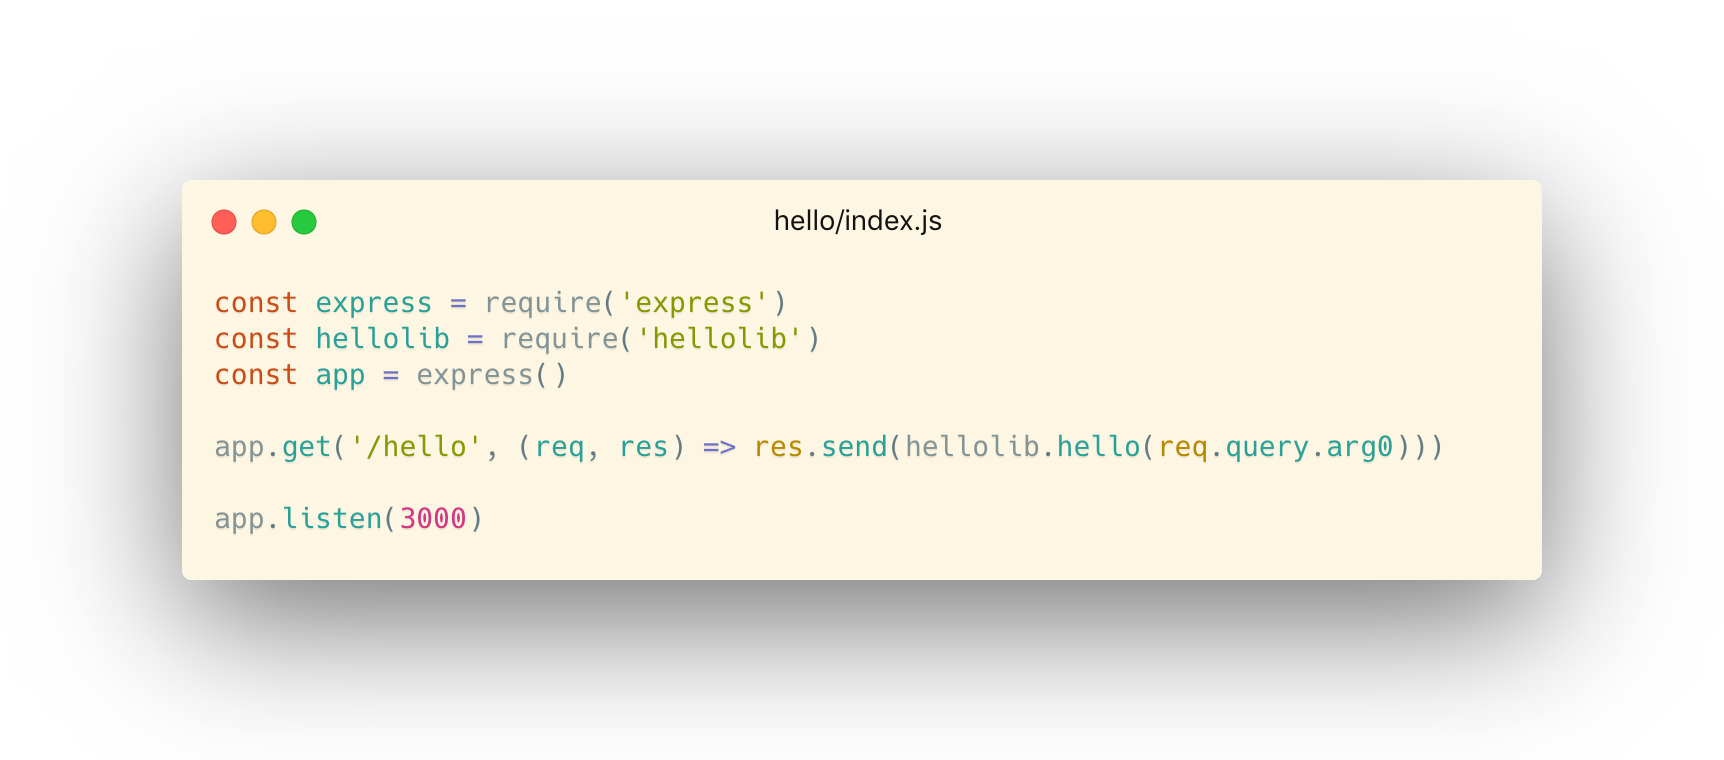 hello/index.js
const express = require('express')
const hellolib = require('hellolib')
const app = express()
app.get('/hello', (req, res) => res.send(hellolib.hello(req.query.arg0)))
app.listen(3000)